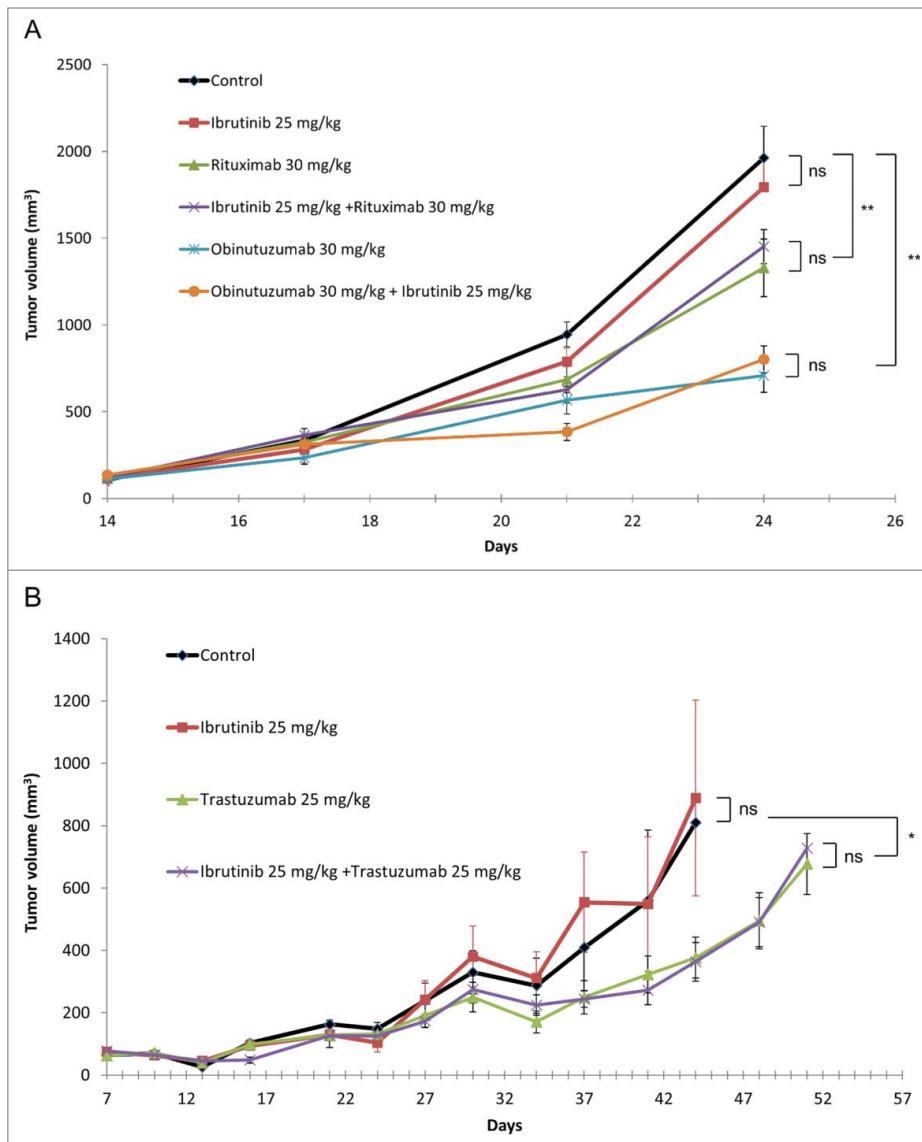 A
Tumor volume (mm³)
2500
2000
1500
1000
500
0
Control
Ibrutinib 25 mg/kg
Rituximab 30 mg/kg
Ibrutinib 25 mg/kg +Rituximab 30 mg/kg
Obinutuzumab 30 mg/kg
Obinutuzumab 30 mg/kg + Ibrutinib 25 mg/kg
ns
**
ns
**
ns
14 16 18 20 22 24 26
Days
B
Tumor volume (mm³)
1400
1200
1000
800
600
400
200
0
Control
Ibrutinib 25 mg/kg
Trastuzumab 25 mg/kg
Ibrutinib 25 mg/kg +Trastuzumab 25 mg/kg
ns
*
ns
7 12 17 22 27 32 37 42 47 52 57
Days